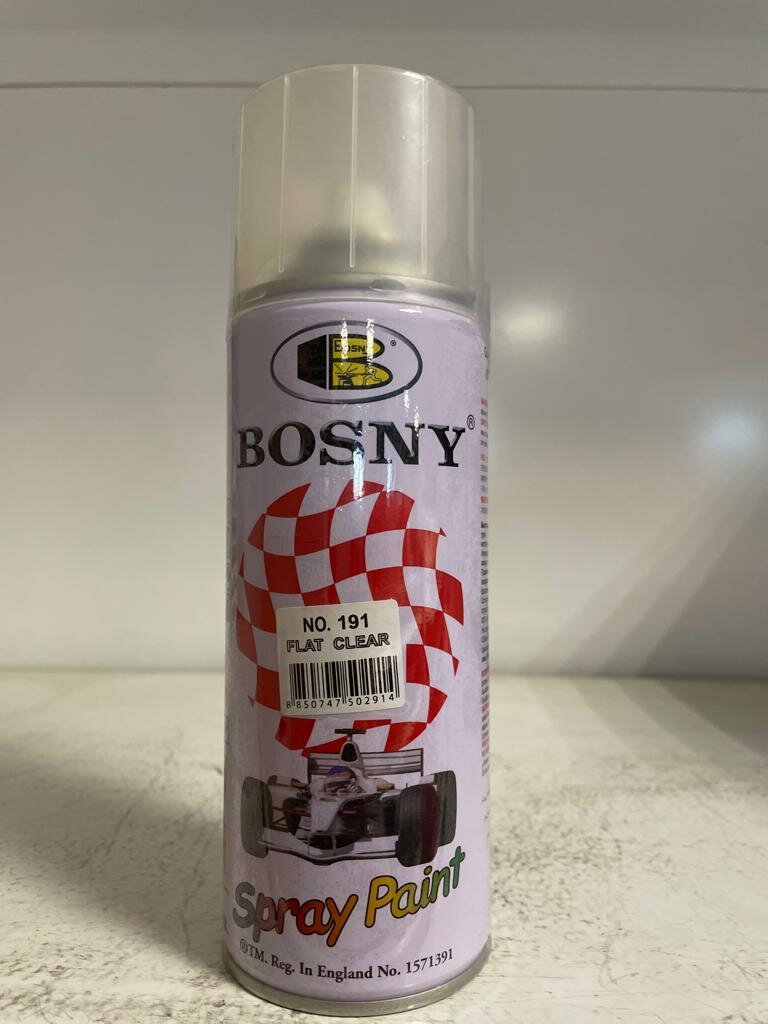 BOSNY
®
BOSNY®
NO. 191
FLAT CLEAR
8 850747 502914
Spray Paint
®TM. Reg. In England No. 1571391